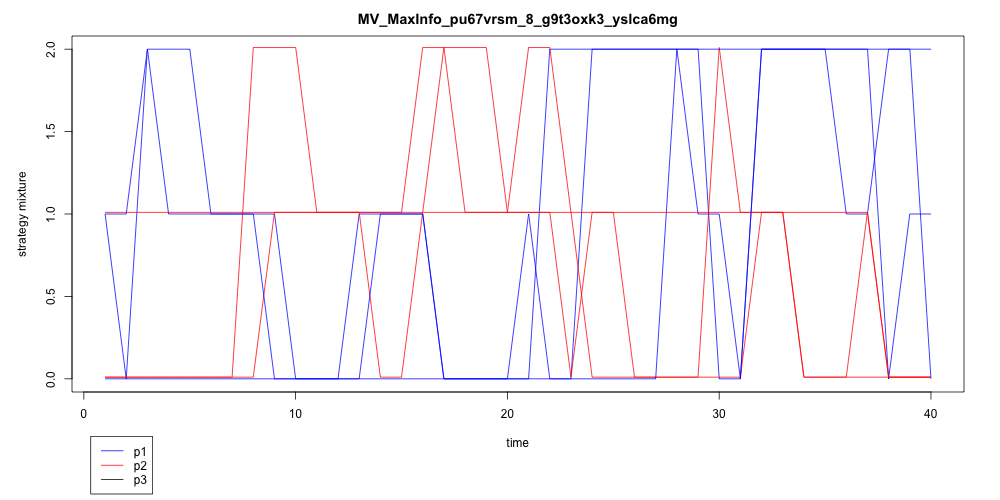 MV_MaxInfo_pu67vrsm_8_g9t3oxk3_yslca6mg
strategy mixture
2.0
1.5
1.0
0.5
0.0
0 10 20 30 40
time
p1
p2
p3